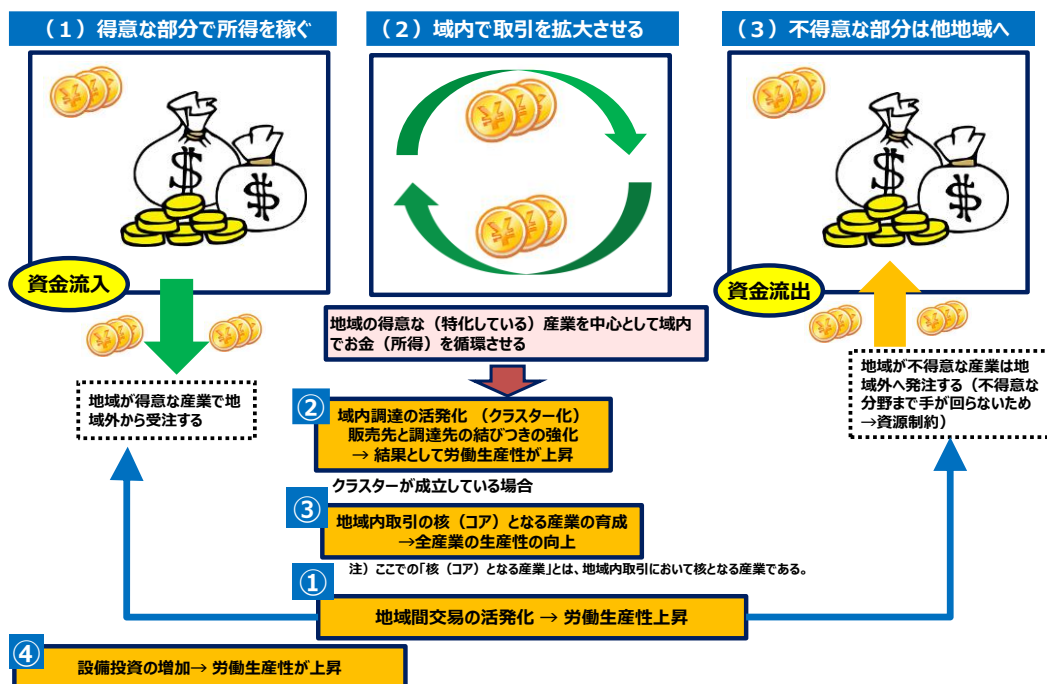 （１）得意な部分で所得を稼ぐ
（２）域内で取引を拡大させる
（３）不得意な部分は他地域へ
¥
$
$
¥
¥
¥
$
$
資金流入
資金流出
地域の得意な（特化している）産業を中心として域内
でお金（所得）を循環させる
地域が得意な産業で地
域外から受注する
地域が不得意な産業は地
域外へ発注する（不得意な
分野まで手が回らないため
→資源制約）
②
域内調達の活発化 （クラスター化）
販売先と調達先の結びつきの強化
→ 結果として労働生産性が上昇
クラスターが成立している場合
③
地域内取引の核（コア）となる産業の育成
→全産業の生産性の向上
注）ここでの「核（コア）となる産業」とは、地域内取引において核となる産業である。
①
地域間交易の活発化 → 労働生産性上昇
④
設備投資の増加→ 労働生産性が上昇